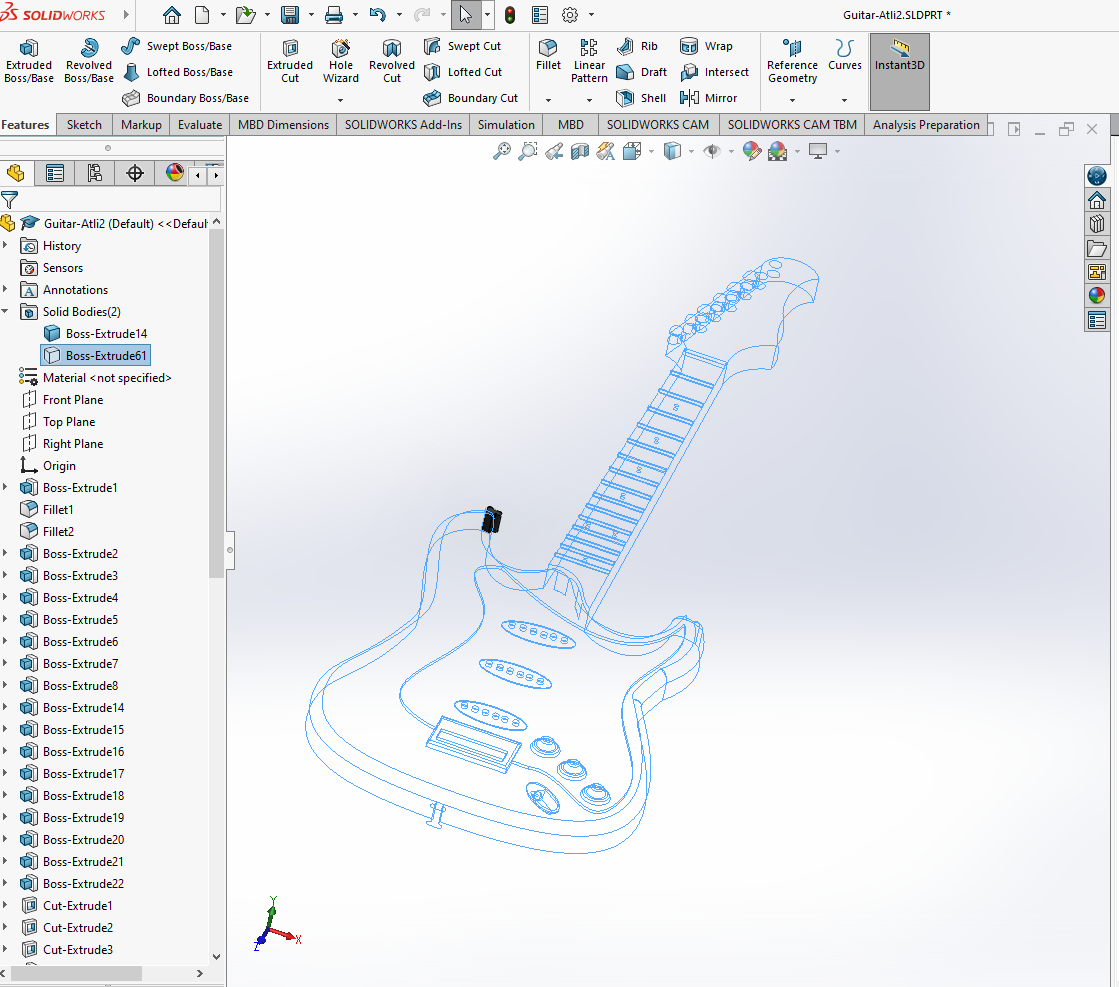 SOLIDWORKS
Guitar-Atli2.SLDPRT *
Extruded Boss/Base
Revolved Boss/Base
Swept Boss/Base
Lofted Boss/Base
Boundary Boss/Base
Extruded Cut
Hole Wizard
Revolved Cut
Swept Cut
Lofted Cut
Boundary Cut
Fillet
Linear Pattern
Rib
Draft
Shell
Wrap
Intersect
Mirror
Reference Geometry
Curves
Instant3D
Features
Sketch
Markup
Evaluate
MBD Dimensions
SOLIDWORKS Add-Ins
Simulation
MBD
SOLIDWORKS CAM
SOLIDWORKS CAM TBM
Analysis Preparation
Guitar-Atli2 (Default) <<Defaul
History
Sensors
Annotations
Solid Bodies(2)
Boss-Extrude14
Boss-Extrude61
Material <not specified>
Front Plane
Top Plane
Right Plane
Origin
Boss-Extrude1
Fillet1
Fillet2
Boss-Extrude2
Boss-Extrude3
Boss-Extrude4
Boss-Extrude5
Boss-Extrude6
Boss-Extrude7
Boss-Extrude8
Boss-Extrude14
Boss-Extrude15
Boss-Extrude16
Boss-Extrude17
Boss-Extrude18
Boss-Extrude19
Boss-Extrude20
Boss-Extrude21
Boss-Extrude22
Cut-Extrude1
Cut-Extrude2
Cut-Extrude3
Y
X
Z